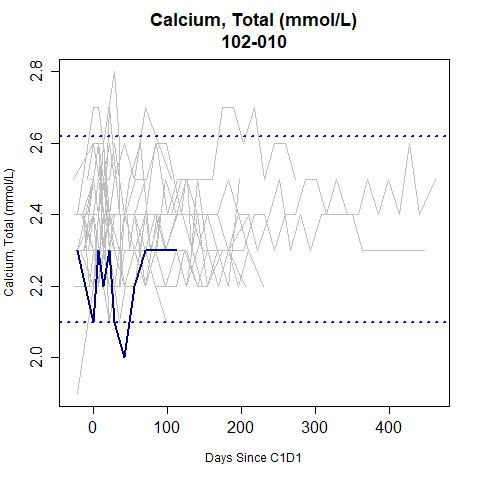 Calcium, Total (mmol/L)
102-010
Calcium, Total (mmol/L)
2.8
2.6
2.4
2.2
2.0
0 100 200 300 400
Days Since C1D1